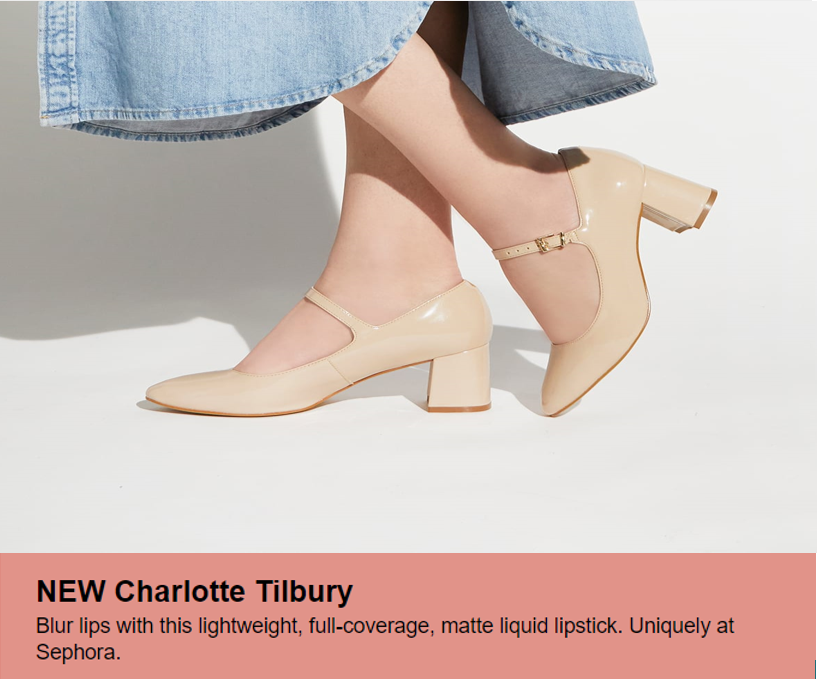 NEW Charlotte Tilbury
Blur lips with this lightweight, full-coverage, matte liquid lipstick. Uniquely at
Sephora.